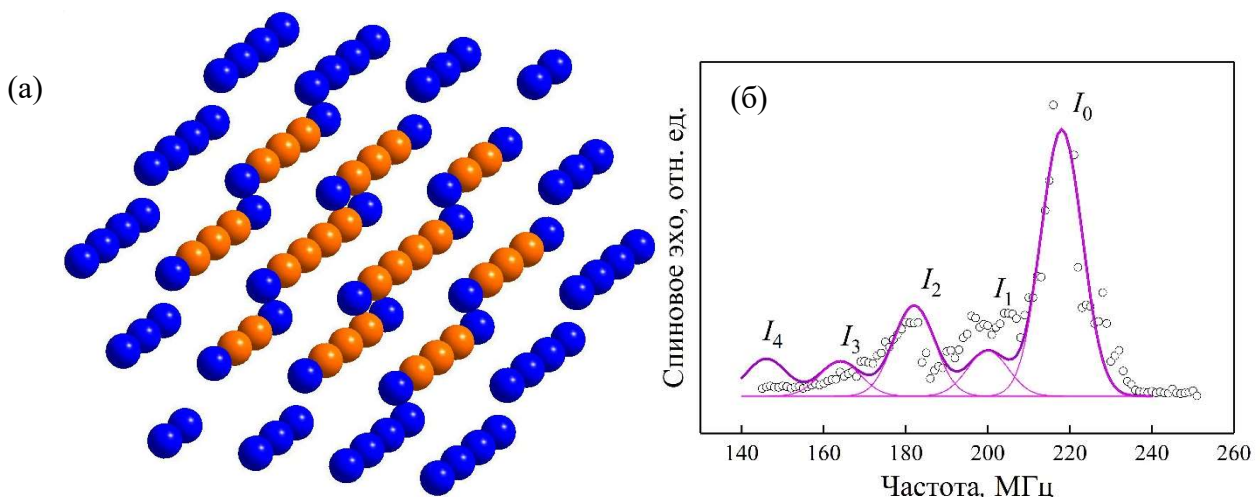 (а)
(б)
I₀
I₁
I₂
I₃
I₄
Спиновое эхо, отн. ед.
140 160 180 200 220 240 260
Частота, МГц